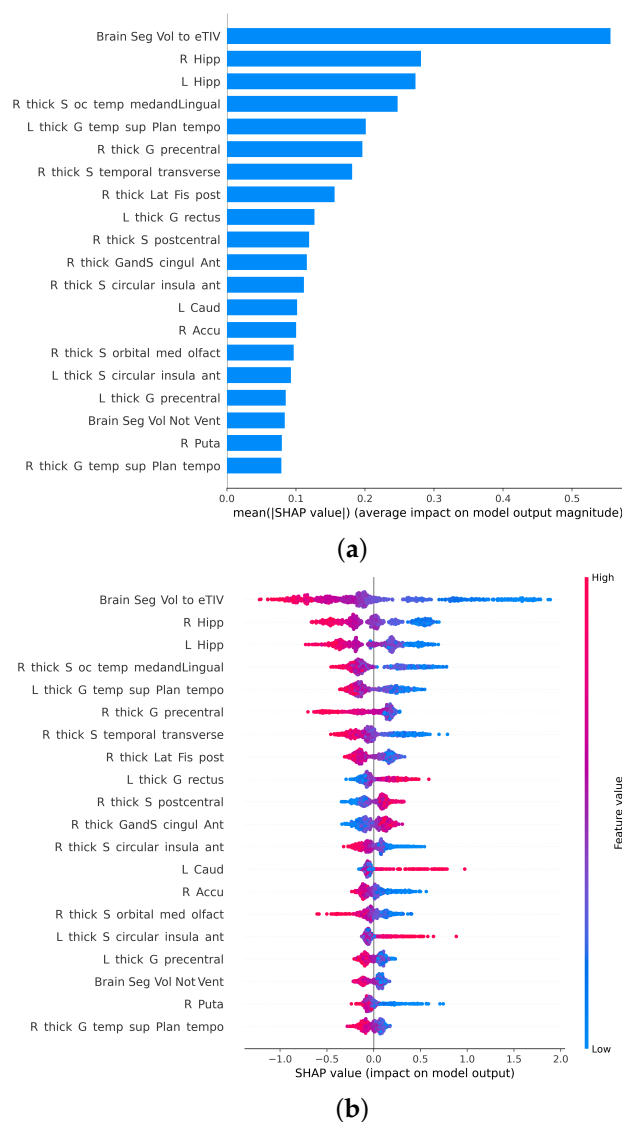 Brain Seg Vol to eTIV
R Hipp
L Hipp
R thick S oc temp medandLingual
L thick G temp sup Plan tempo
R thick G precentral
R thick S temporal transverse
R thick Lat Fis post
L thick G rectus
R thick S postcentral
R thick GandS cingul Ant
R thick S circular insula ant
L Caud
R Accu
R thick S orbital med olfact
L thick S circular insula ant
L thick G precentral
Brain Seg Vol Not Vent
R Puta
R thick G temp sup Plan tempo
0.0 0.1 0.2 0.3 0.4 0.5
mean(|SHAP value|) (average impact on model output magnitude)
(a)
High
Brain Seg Vol to eTIV
R Hipp
L Hipp
R thick S oc temp medandLingual
L thick G temp sup Plan tempo
R thick G precentral
R thick S temporal transverse
R thick Lat Fis post
L thick G rectus
R thick S postcentral
R thick GandS cingul Ant
R thick S circular insula ant
L Caud
R Accu
R thick S orbital med olfact
L thick S circular insula ant
L thick G precentral
Brain Seg Vol Not Vent
R Puta
R thick G temp sup Plan tempo
Feature value
Low
−1.0 −0.5 0.0 0.5 1.0 1.5 2.0
SHAP value (impact on model output)
(b)